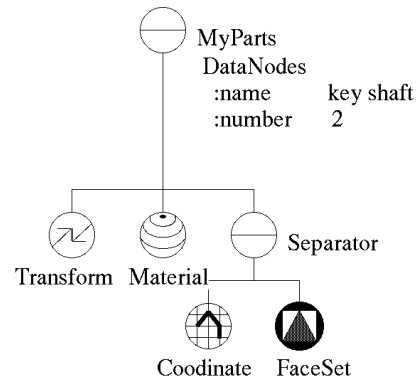 MyParts
DataNodes
:name key shaft
:number 2
Separator
Transform Material
Coodinate FaceSet